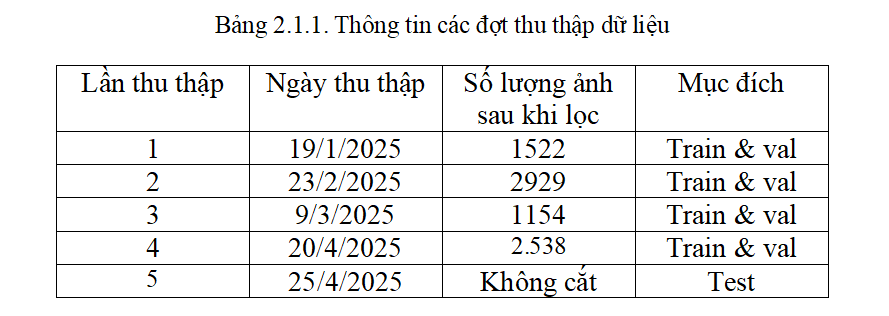 Bảng 2.1.1. Thông tin các đợt thu thập dữ liệu
Lần thu thập Ngày thu thập Số lượng ảnh sau khi lọc Mục đích
1 19/1/2025 1522 Train & val
2 23/2/2025 2929 Train & val
3 9/3/2025 1154 Train & val
4 20/4/2025 2.538 Train & val
5 25/4/2025 Không cắt Test